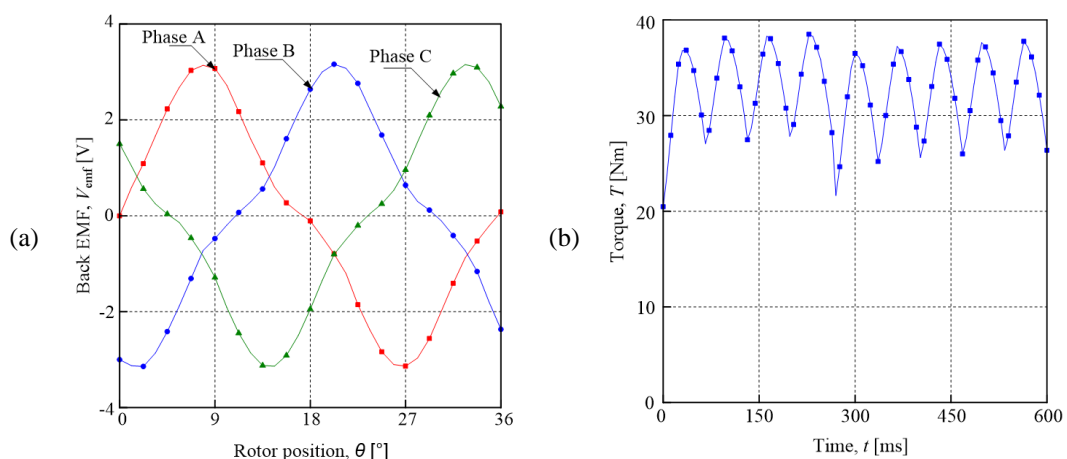 (a)
4
2
0
-2
-4
Back EMF, Vemf [V]
Phase A
Phase B
Phase C
0 9 18 27 36
Rotor position, θ [°]
(b)
40
30
20
10
0
Torque, T [Nm]
0 150 300 450 600
Time, t [ms]